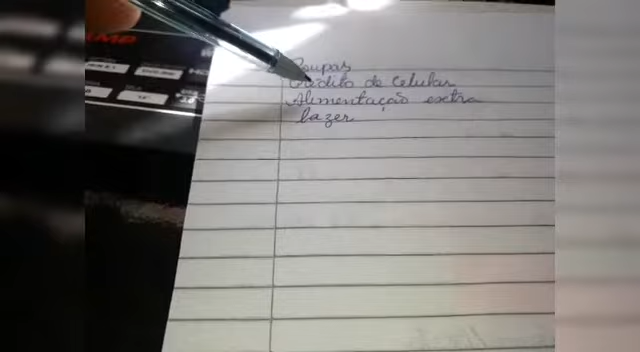 Roupas
Crédito de Celular
Alimentação extra
Lazer